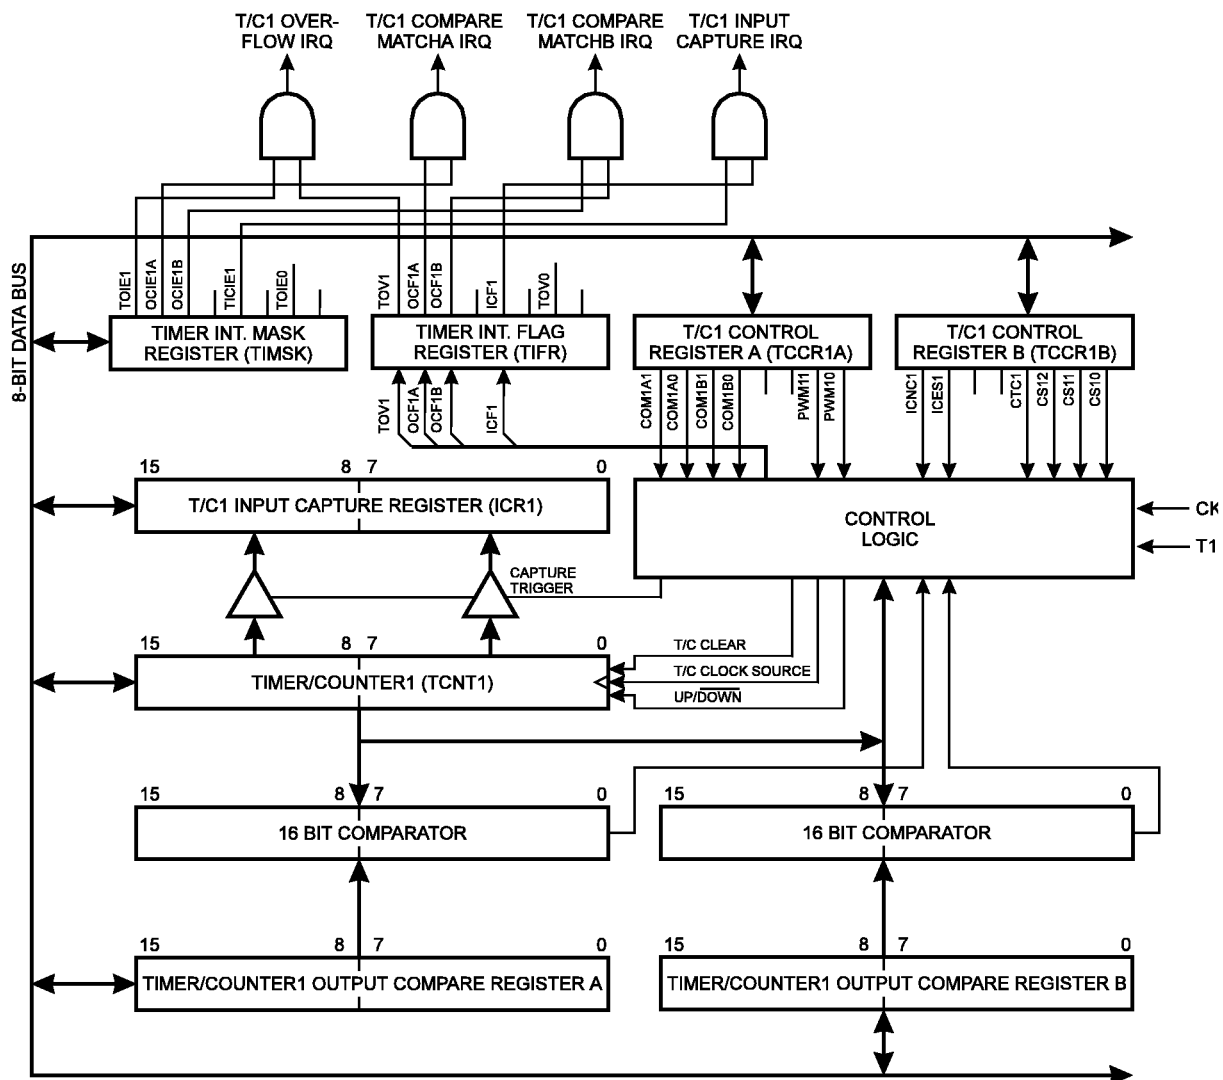 T/C1 OVER-
FLOW IRQ
T/C1 COMPARE
MATCHA IRQ
T/C1 COMPARE
MATCHB IRQ
T/C1 INPUT
CAPTURE IRQ
8-BIT DATA BUS
TOIE1
OCIE1A
OCIE1B
TICIE1
TOIE0
TOV1
OCF1A
OCF1B
ICF1
TOV0
TIMER INT. MASK
REGISTER (TIMSK)
TIMER INT. FLAG
REGISTER (TIFR)
T/C1 CONTROL
REGISTER A (TCCR1A)
T/C1 CONTROL
REGISTER B (TCCR1B)
TOV1
OCF1A
OCF1B
ICF1
COM1A1
COM1A0
COM1B1
COM1B0
PWM11
PWM10
ICNC1
ICES1
CTC1
CS12
CS11
CS10
15 8 7 0
T/C1 INPUT CAPTURE REGISTER (ICR1)
CONTROL
LOGIC
CK
T1
CAPTURE
TRIGGER
15 8 7 0
TIMER/COUNTER1 (TCNT1)
T/C CLEAR
T/C CLOCK SOURCE
UP/DOWN
15 8 7 0
16 BIT COMPARATOR
15 8 7 0
16 BIT COMPARATOR
15 8 7 0
TIMER/COUNTER1 OUTPUT COMPARE REGISTER A
15 8 7 0
TIMER/COUNTER1 OUTPUT COMPARE REGISTER B